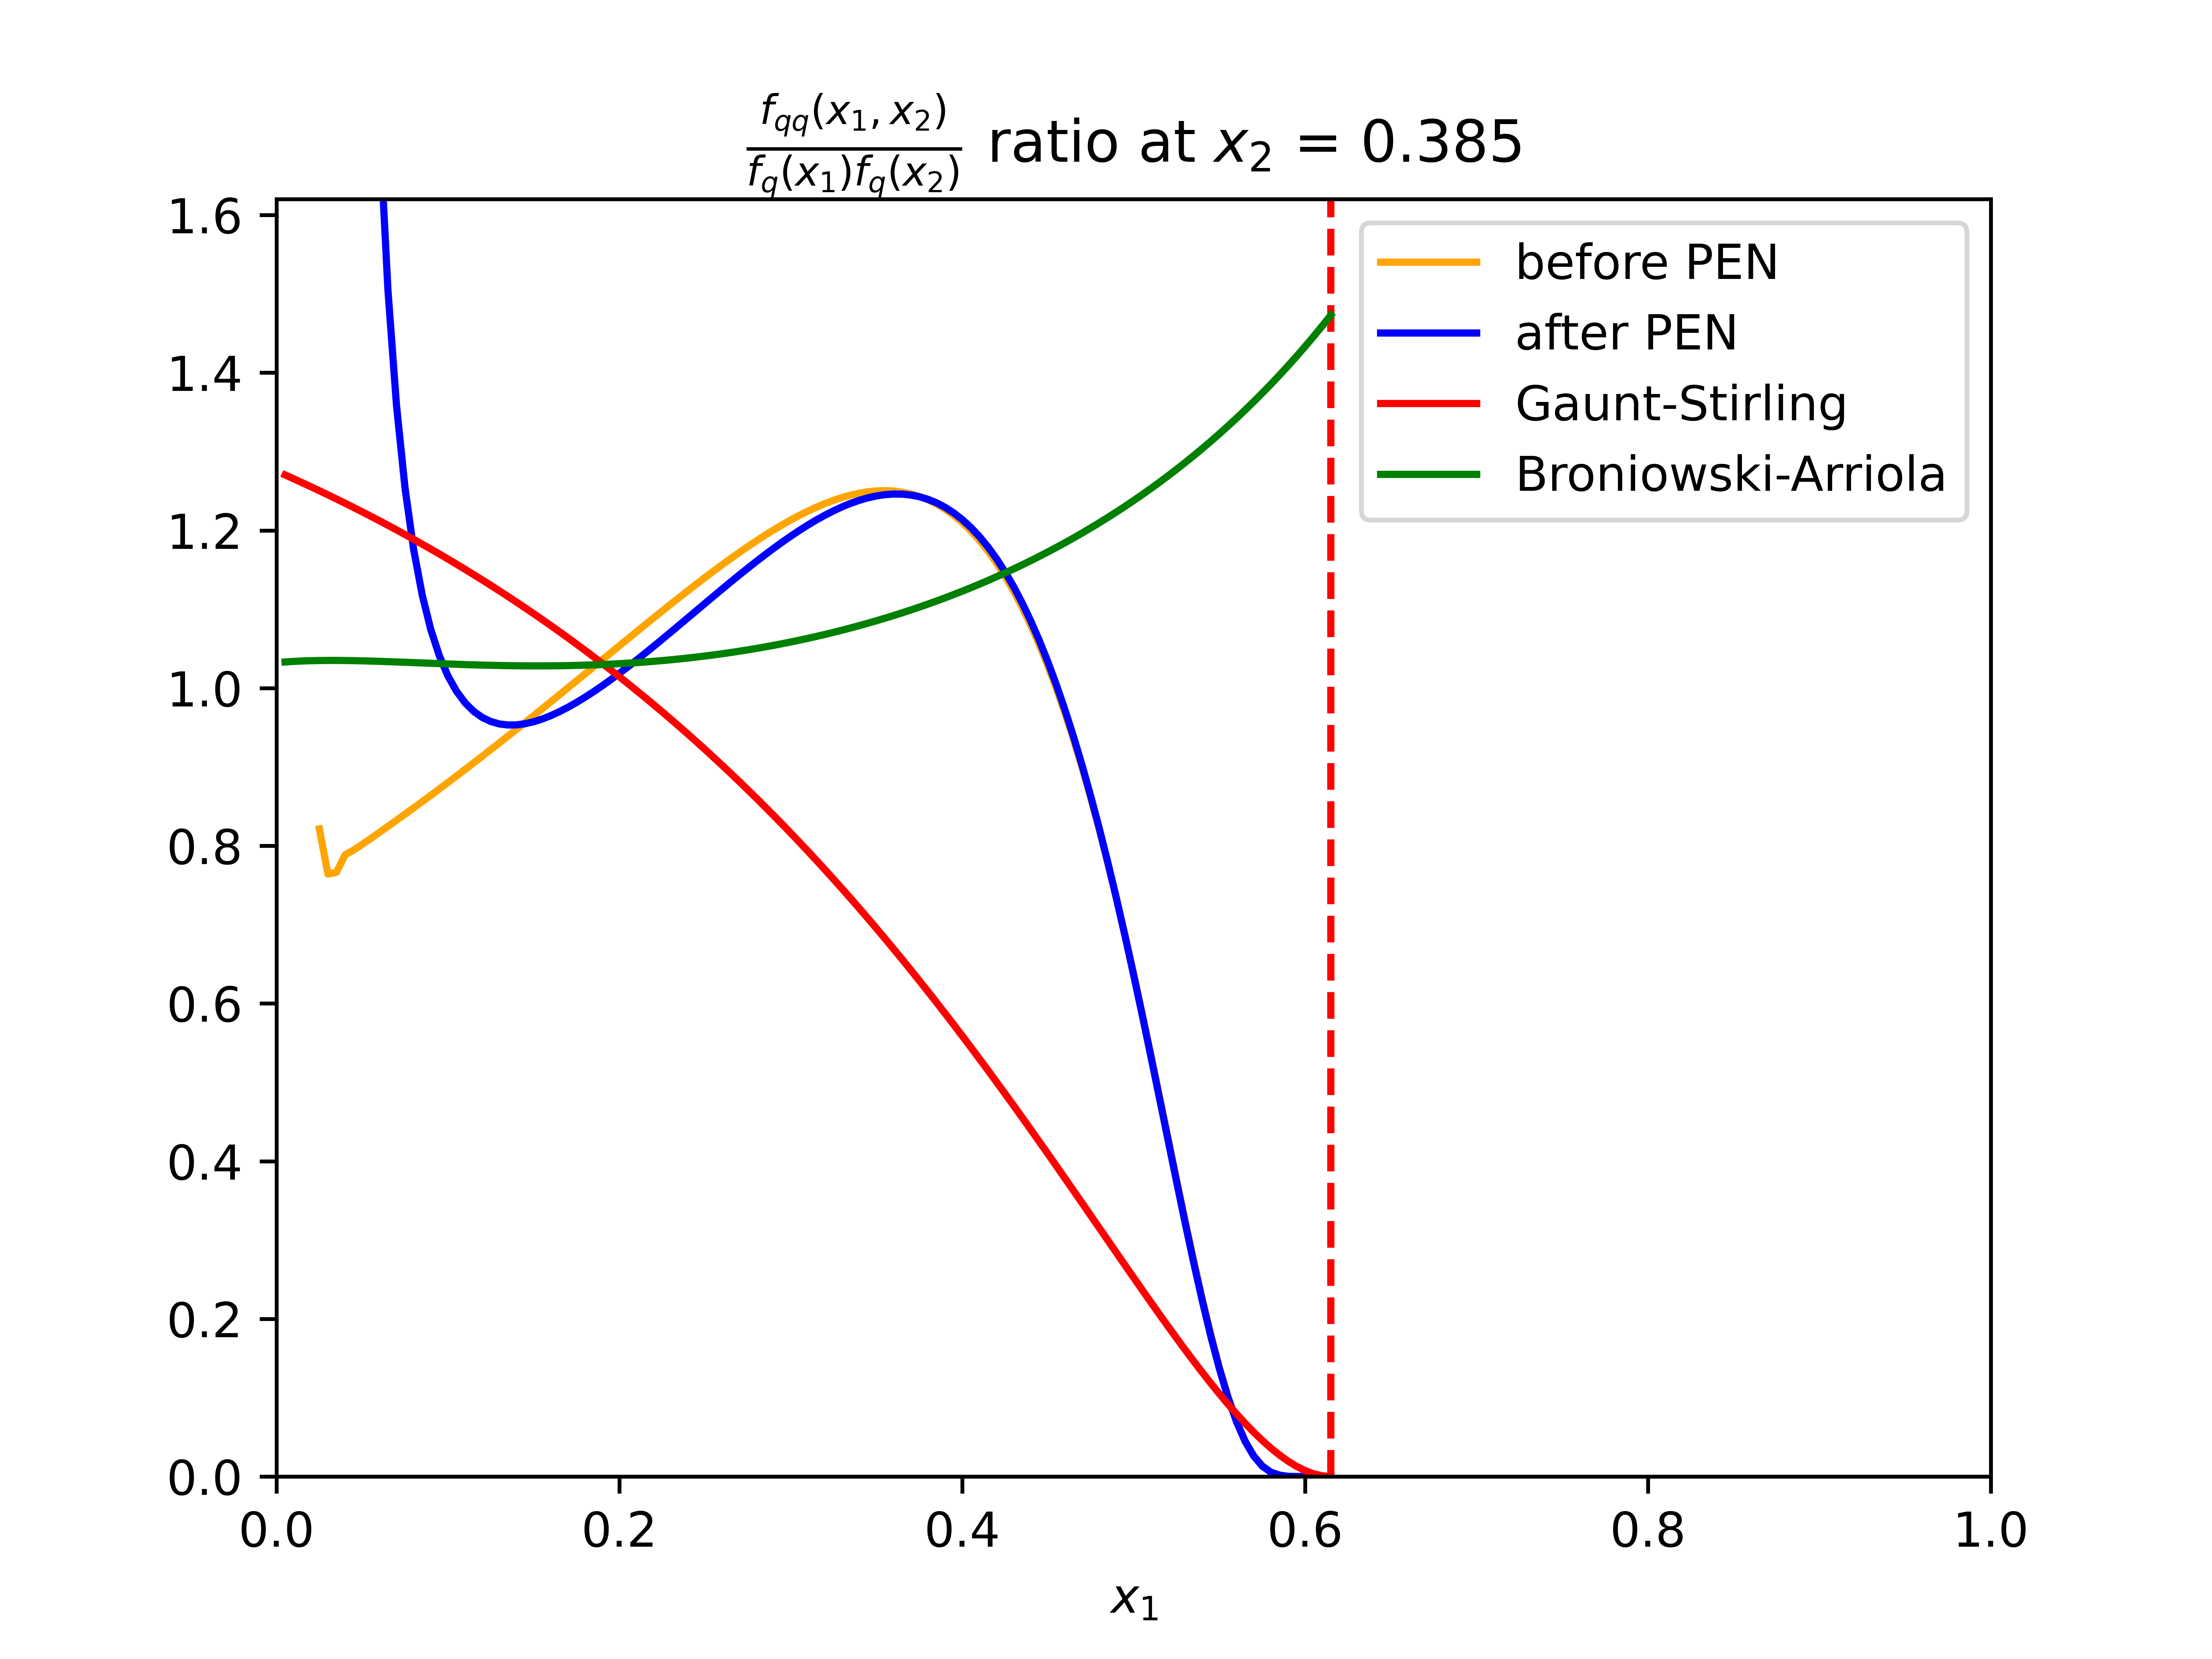 f_qq(x_1, x_2)
f_q(x_1)f_q(x_2) ratio at x_2 = 0.385
1.6
1.4
1.2
1.0
0.8
0.6
0.4
0.2
0.0
before PEN
after PEN
Gaunt-Stirling
Broniowski-Arriola
0.0 0.2 0.4 0.6 0.8 1.0
x_1